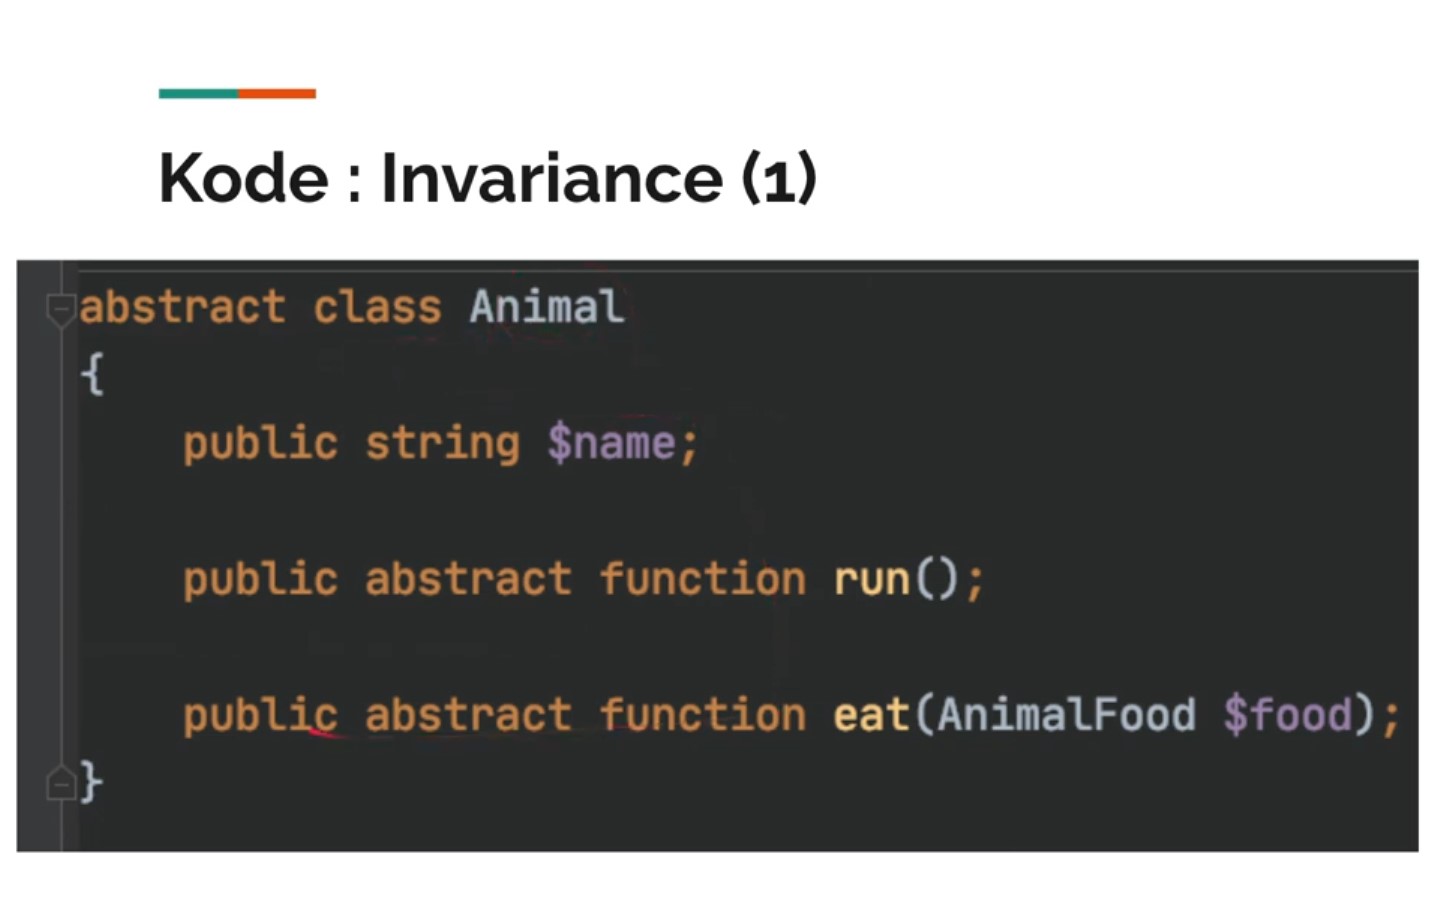 Kode : Invariance (1)
abstract class Animal
{
public string $name;
public abstract function run();
public abstract function eat(AnimalFood $food);
}